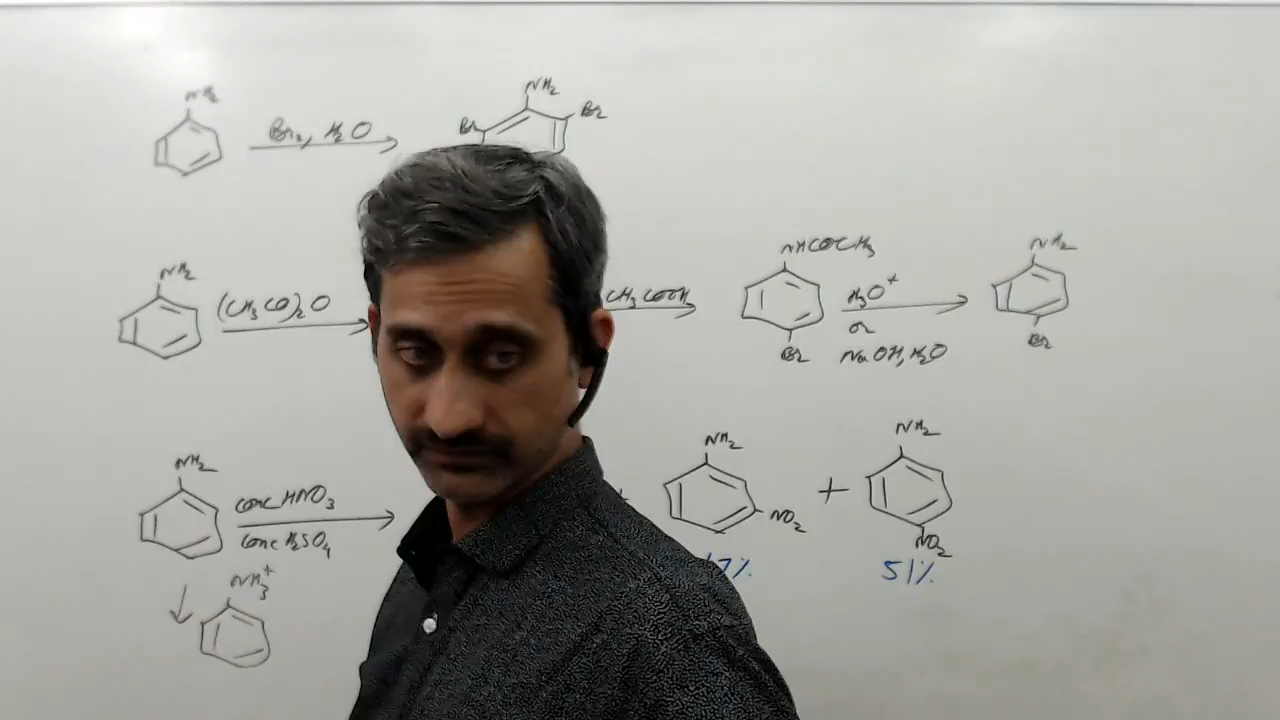 NH2
Br2, H2O
NH2
Br
Br
NH2
(CH3CO)2O
CH3COOH
NHCOCH3
Br
H3O+
or
NaOH, H2O
NH2
Br
NH2
conc HNO3
conc H2SO4
NH3+
NH2
NO2
+
NH2
NO2
51%